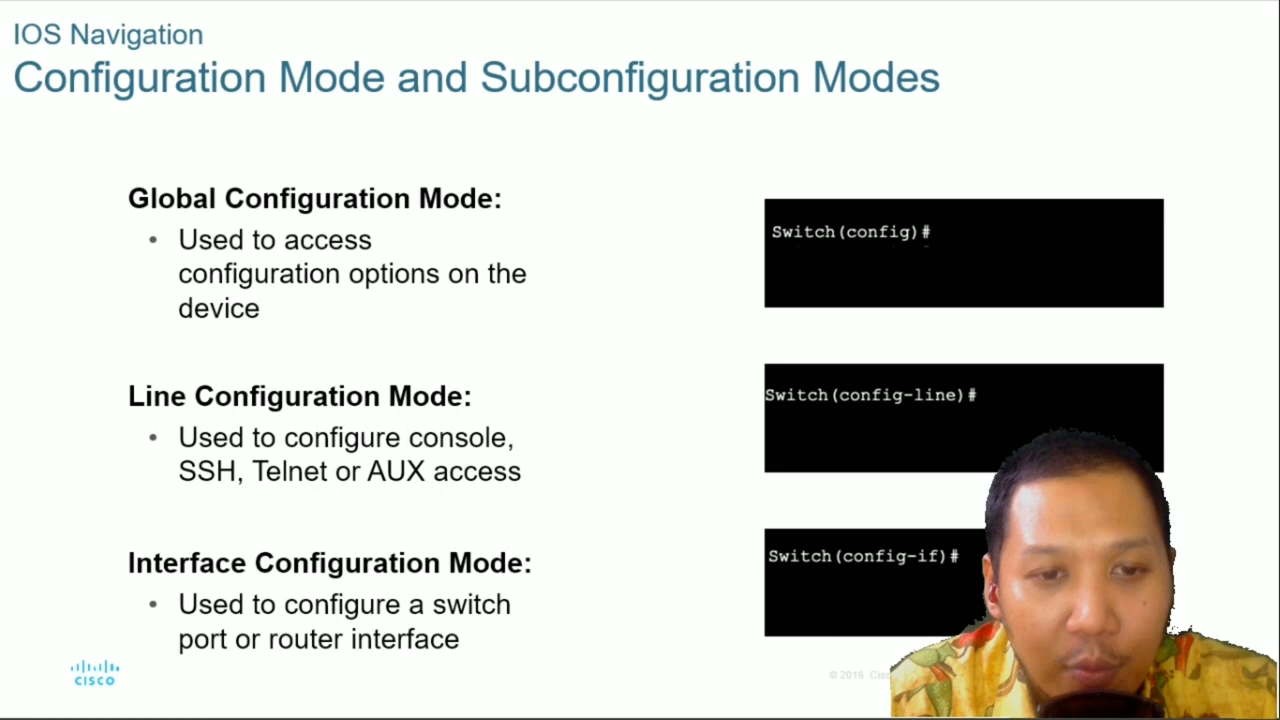 IOS Navigation
Configuration Mode and Subconfiguration Modes
Global Configuration Mode:
• Used to access
configuration options on the
device
Switch(config)#
Line Configuration Mode:
• Used to configure console,
SSH, Telnet or AUX access
Switch(config-line)#
Interface Configuration Mode:
• Used to configure a switch
port or router interface
Switch(config-if)#
CISCO
© 2016